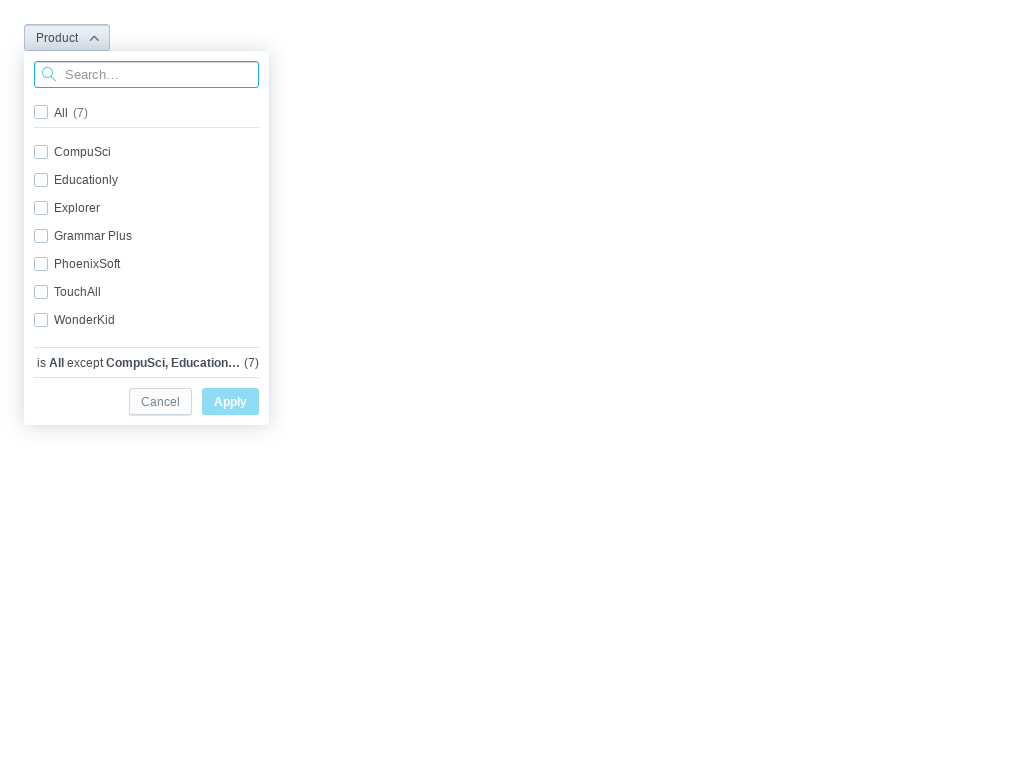 Product
Search…
All (7)
CompuSci
Educationly
Explorer
Grammar Plus
PhoenixSoft
TouchAll
WonderKid
is All except CompuSci, Education… (7)
Cancel Apply